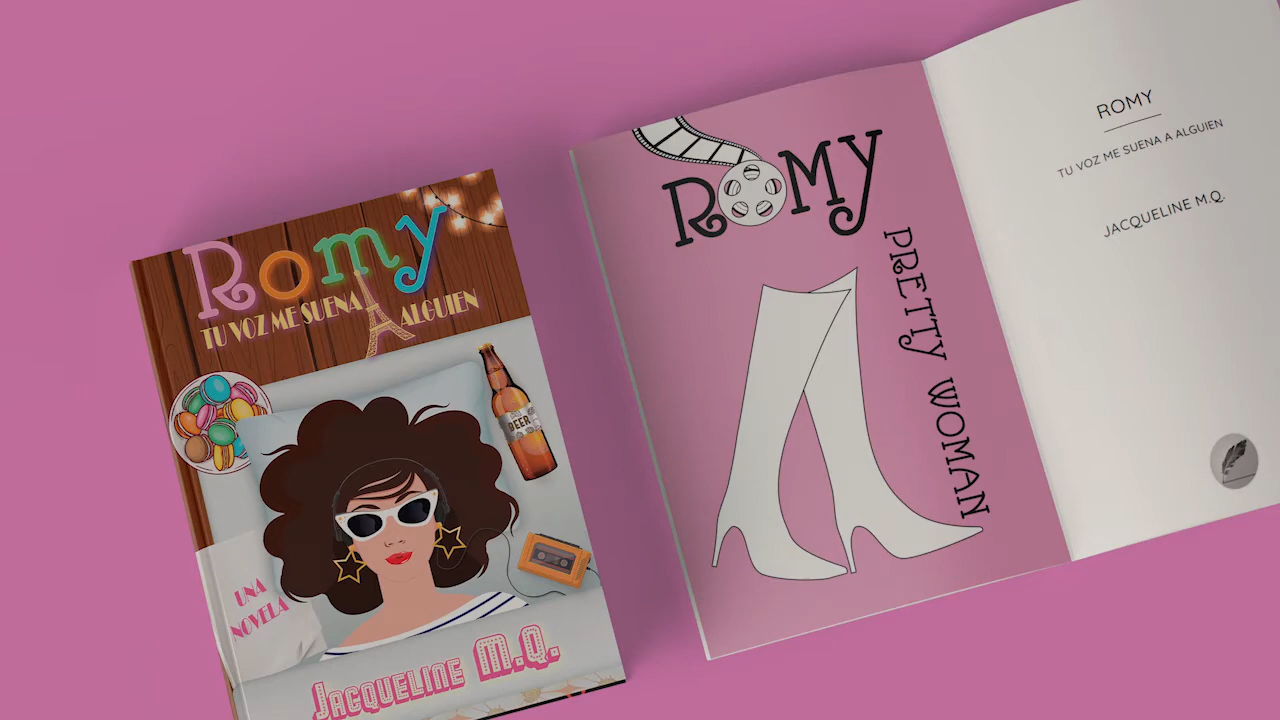 Romy
TU VOZ ME SUENA A ALGUIEN
BEER
UNA
NOVELA
JACQUELINE M.Q.
ROMY
PRETTY WOMAN
ROMY
TU VOZ ME SUENA A ALGUIEN
JACQUELINE M.Q.